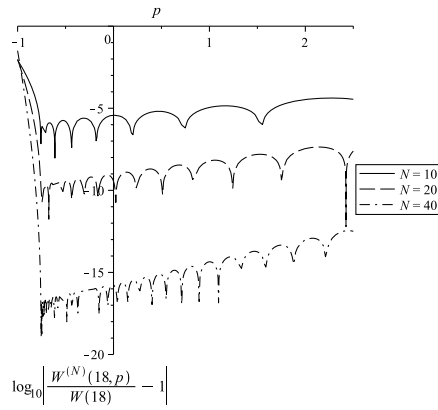 p
-1 0 1 2
-5
-10
-15
-20
N = 10
N = 20
N = 40
log10 | W^(N)(18, p) / W(18) − 1 |